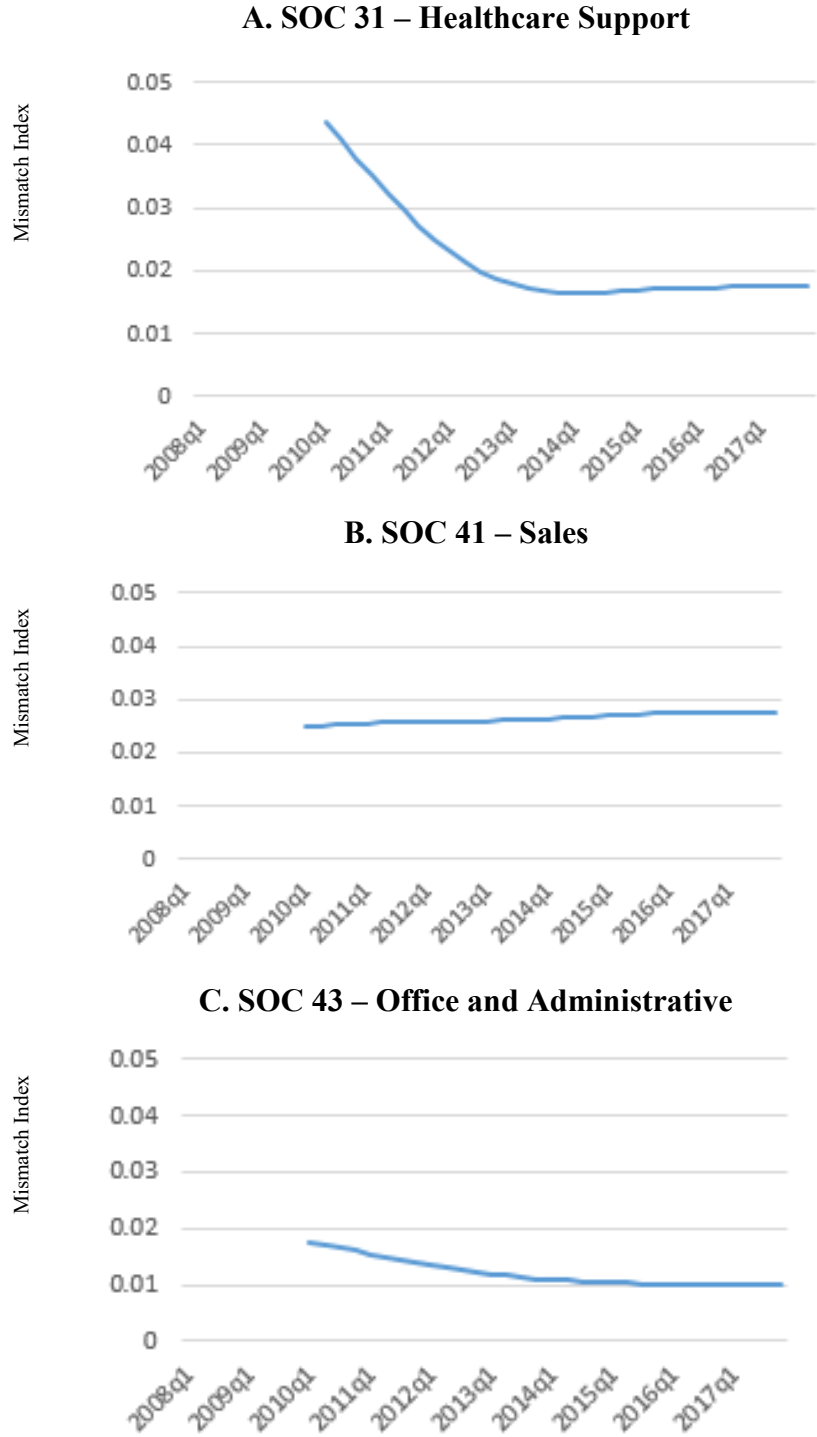 A. SOC 31 – Healthcare Support
Mismatch Index
0.05
0.04
0.03
0.02
0.01
0
2008q1
2009q1
2010q1
2011q1
2012q1
2013q1
2014q1
2015q1
2016q1
2017q1
B. SOC 41 – Sales
Mismatch Index
0.05
0.04
0.03
0.02
0.01
0
2008q1
2009q1
2010q1
2011q1
2012q1
2013q1
2014q1
2015q1
2016q1
2017q1
C. SOC 43 – Office and Administrative
Mismatch Index
0.05
0.04
0.03
0.02
0.01
0
2008q1
2009q1
2010q1
2011q1
2012q1
2013q1
2014q1
2015q1
2016q1
2017q1